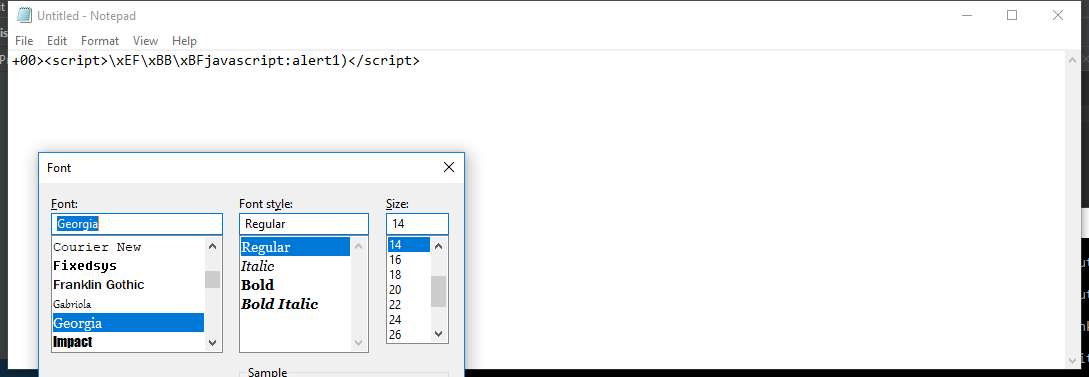 Untitled - Notepad
File Edit Format View Help
+00><script>\xEF\xBB\xBFjavascript:alert1)</script>
Font
Font: Font style: Size:
Georgia Regular 14
Courier New Regular 14
Fixedsys Italic 16
Franklin Gothic Bold 18
Gabriola Bold Italic 20
Georgia 22
Impact 24
26
Sample